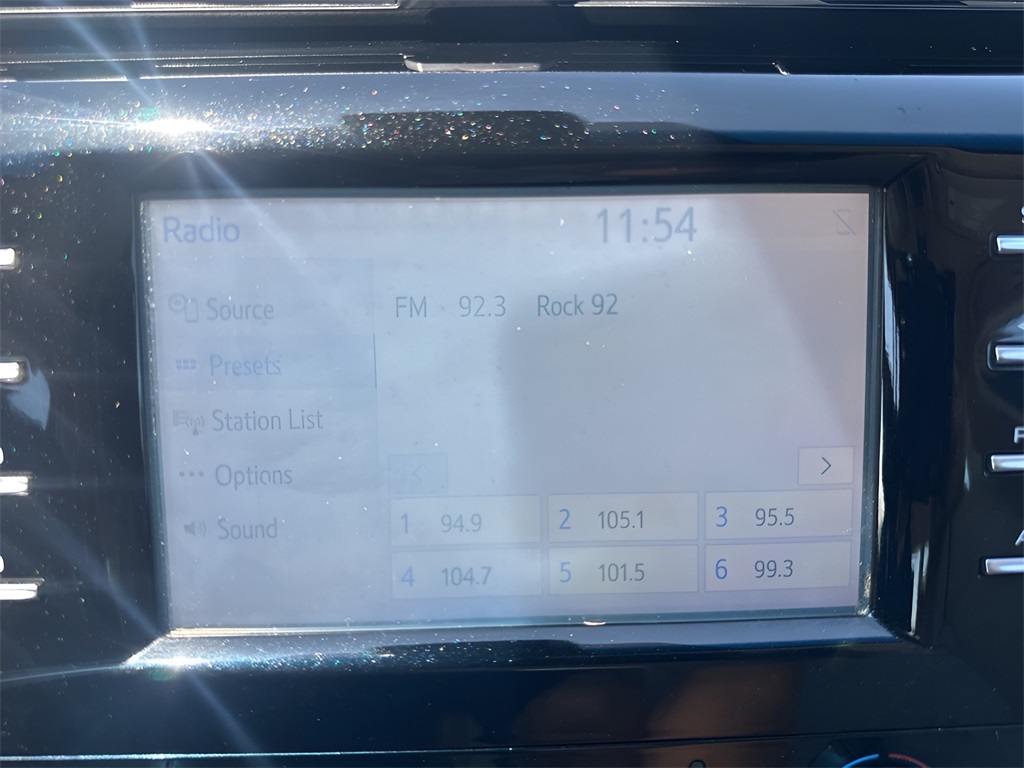 Radio 11:54
Source
FM 92.3 Rock 92
Presets
Station List
Options
Sound
1 94.9 2 105.1 3 95.5
4 104.7 5 101.5 6 99.3